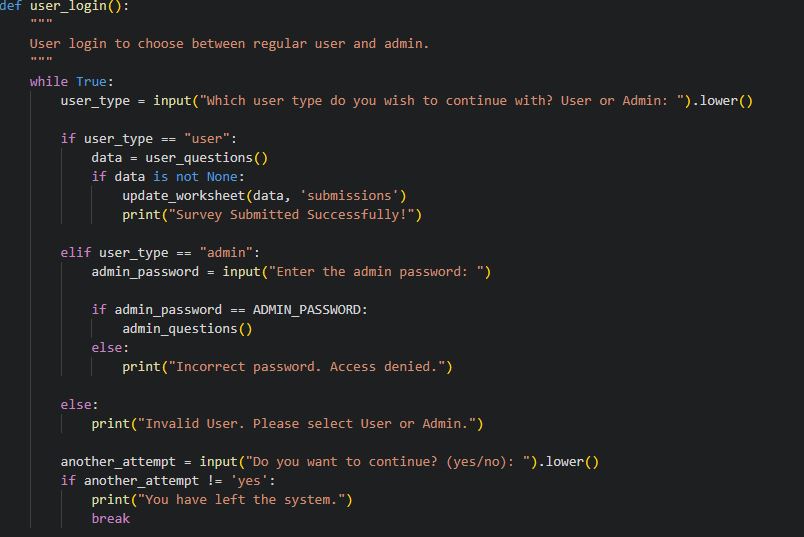 def user_login():
    """
    User login to choose between regular user and admin.
    """
    while True:
        user_type = input("Which user type do you wish to continue with? User or Admin: ").lower()

        if user_type == "user":
            data = user_questions()
            if data is not None:
                update_worksheet(data, 'submissions')
                print("Survey Submitted Successfully!")

        elif user_type == "admin":
            admin_password = input("Enter the admin password: ")

            if admin_password == ADMIN_PASSWORD:
                admin_questions()
            else:
                print("Incorrect password. Access denied.")

        else:
            print("Invalid User. Please select User or Admin.")

        another_attempt = input("Do you want to continue? (yes/no): ").lower()
        if another_attempt != 'yes':
            print("You have left the system.")
            break